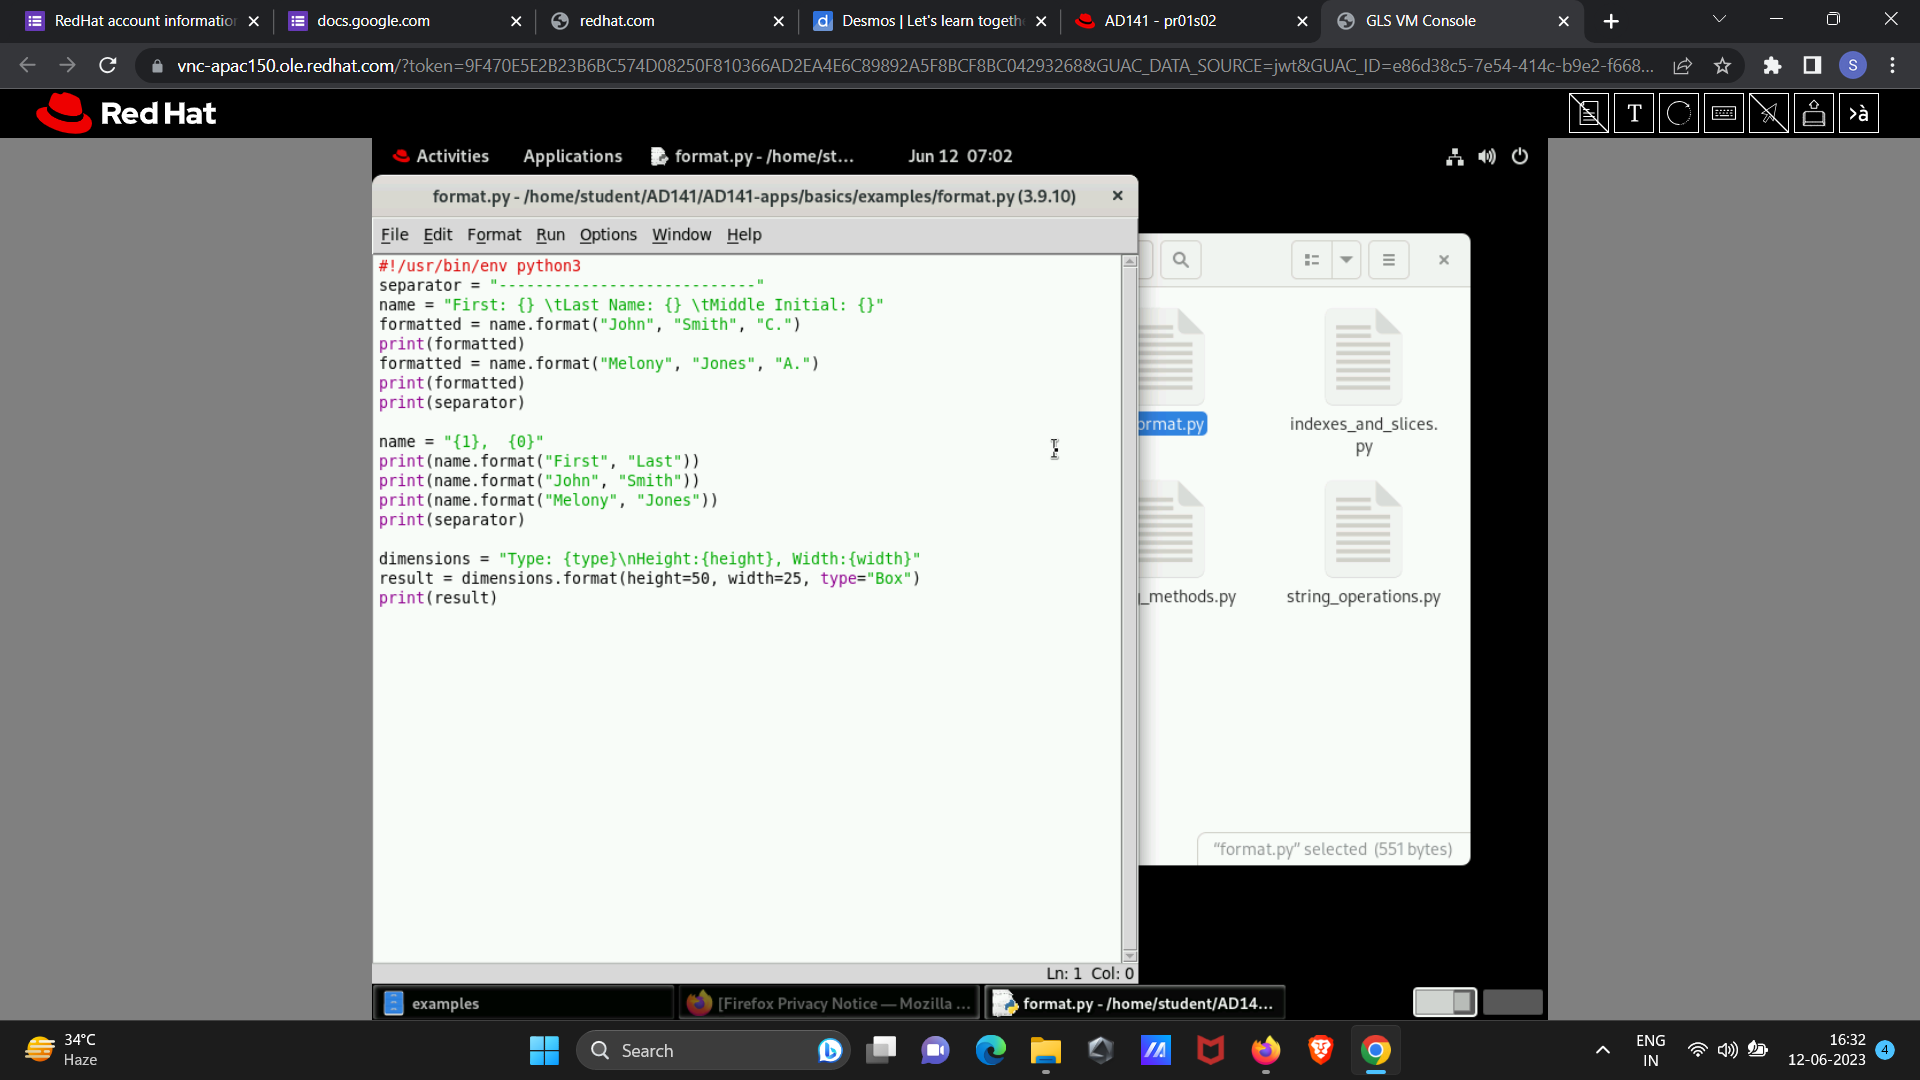 RedHat account information
docs.google.com
redhat.com
Desmos | Let's learn togeth
AD141 - pr01s02
GLS VM Console
vnc-apac150.ole.redhat.com/?token=9F470E5E2B23B6BC574D08250F810366AD2EA4E6C89892A5F8BCF8BC04293268&GUAC_DATA_SOURCE=jwt&GUAC_ID=e86d38c5-7e54-414c-b9e2-f668...
S
Red Hat
T
>à
Activities
Applications
format.py - /home/st...
Jun 12 07:02
format.py - /home/student/AD141/AD141-apps/basics/examples/format.py (3.9.10)
File Edit Format Run Options Window Help
#!/usr/bin/env python3
separator = "----------------------------"
name = "First: {} \tLast Name: {} \tMiddle Initial: {}"
formatted = name.format("John", "Smith", "C.")
print(formatted)
formatted = name.format("Melony", "Jones", "A.")
print(formatted)
print(separator)
name = "{1},  {0}"
print(name.format("First", "Last"))
print(name.format("John", "Smith"))
print(name.format("Melony", "Jones"))
print(separator)
dimensions = "Type: {type}\nHeight:{height}, Width:{width}"
result = dimensions.format(height=50, width=25, type="Box")
print(result)
ormat.py
indexes_and_slices.
py
_methods.py
string_operations.py
"format.py" selected (551 bytes)
Ln: 1 Col: 0
examples
[Firefox Privacy Notice — Mozilla ...
format.py - /home/student/AD14...
34°C
Haze
Search
ENG
IN
16:32
12-06-2023
4